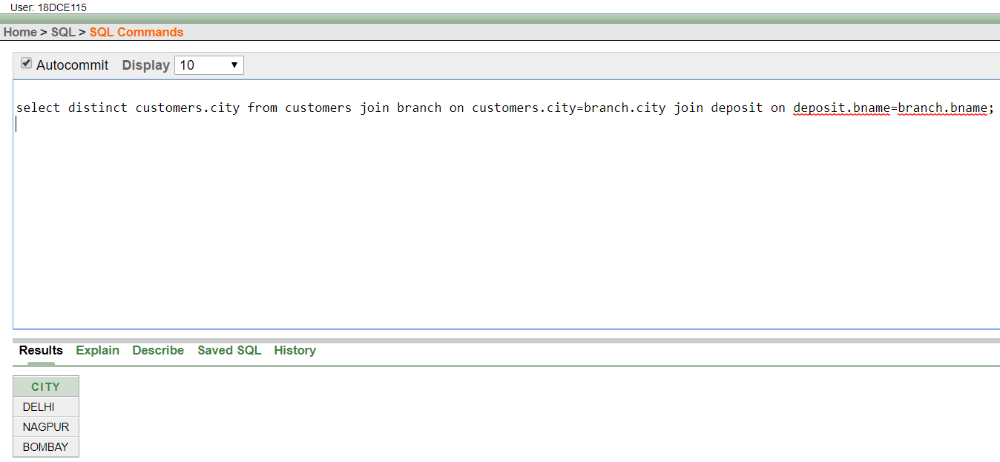 User: 18DCE115
Home > SQL > SQL Commands
Autocommit Display 10
select distinct customers.city from customers join branch on customers.city=branch.city join deposit on deposit.bname=branch.bname;
Results Explain Describe Saved SQL History
CITY
DELHI
NAGPUR
BOMBAY